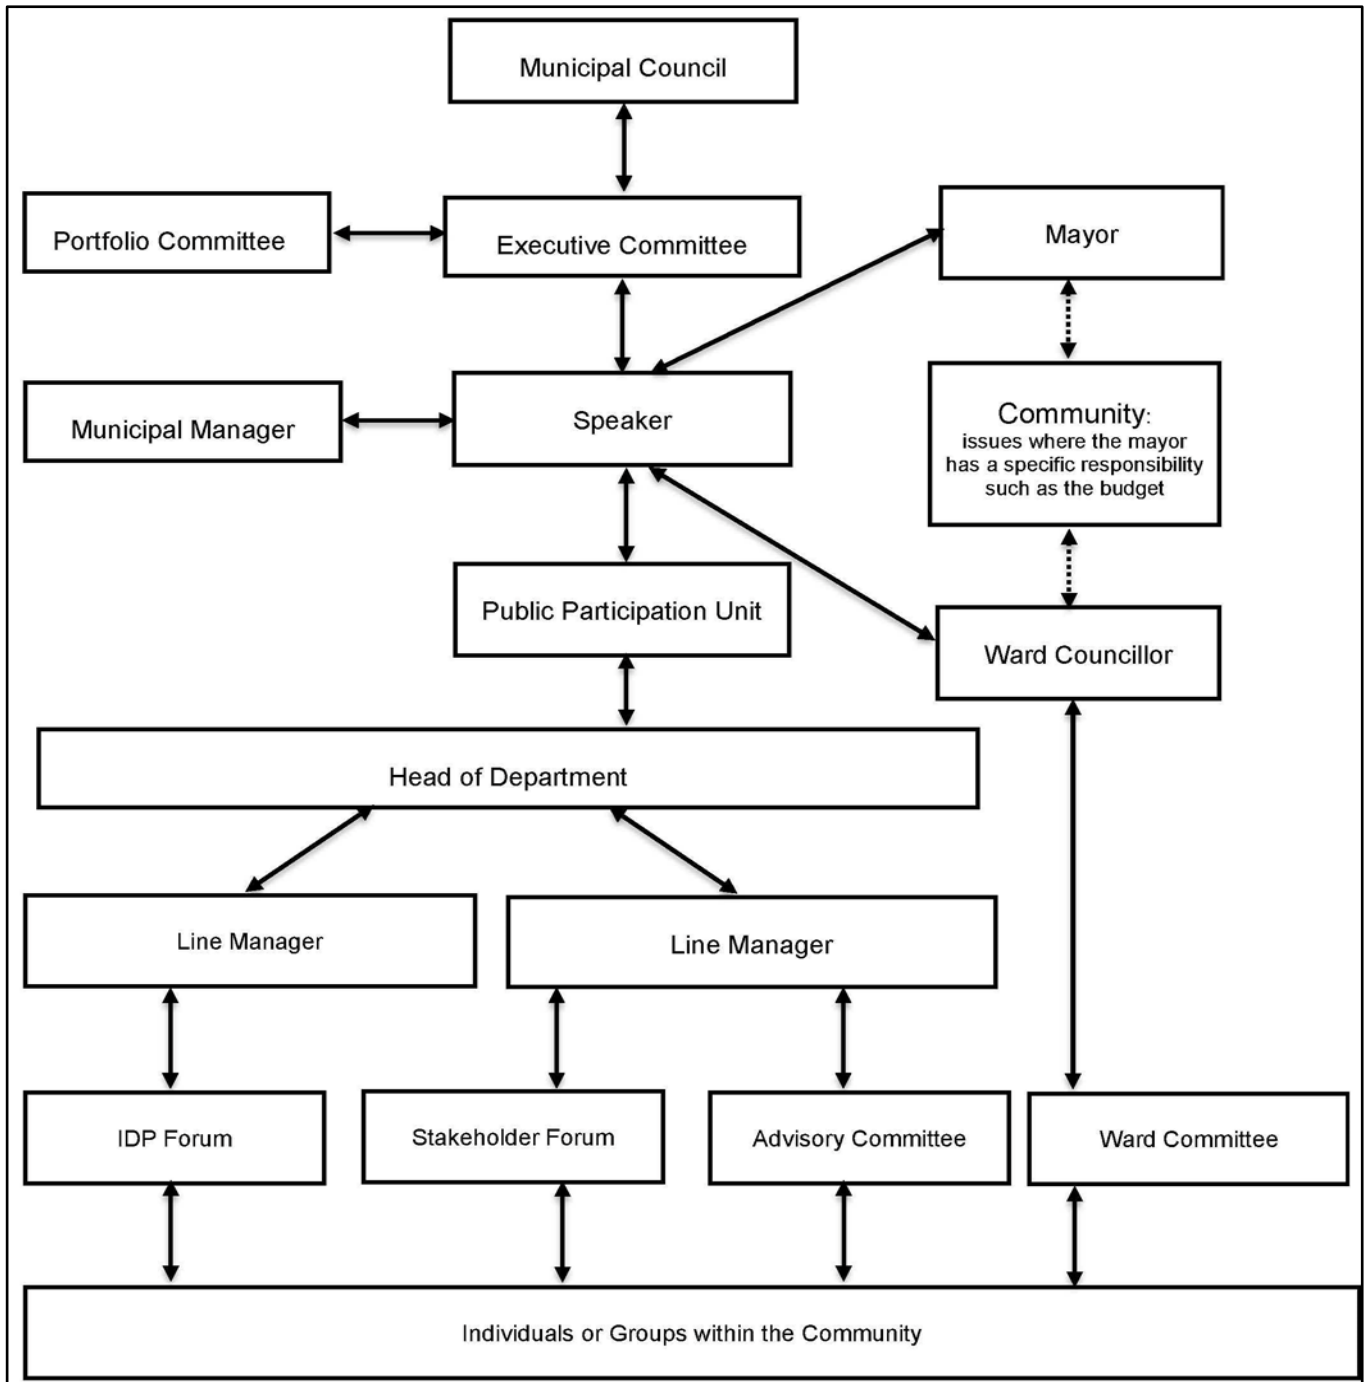 Municipal Council
Portfolio Committee
Executive Committee
Mayor
Municipal Manager
Speaker
Community:
issues where the mayor
has a specific responsibility
such as the budget
Public Participation Unit
Ward Councillor
Head of Department
Line Manager
Line Manager
IDP Forum
Stakeholder Forum
Advisory Committee
Ward Committee
Individuals or Groups within the Community